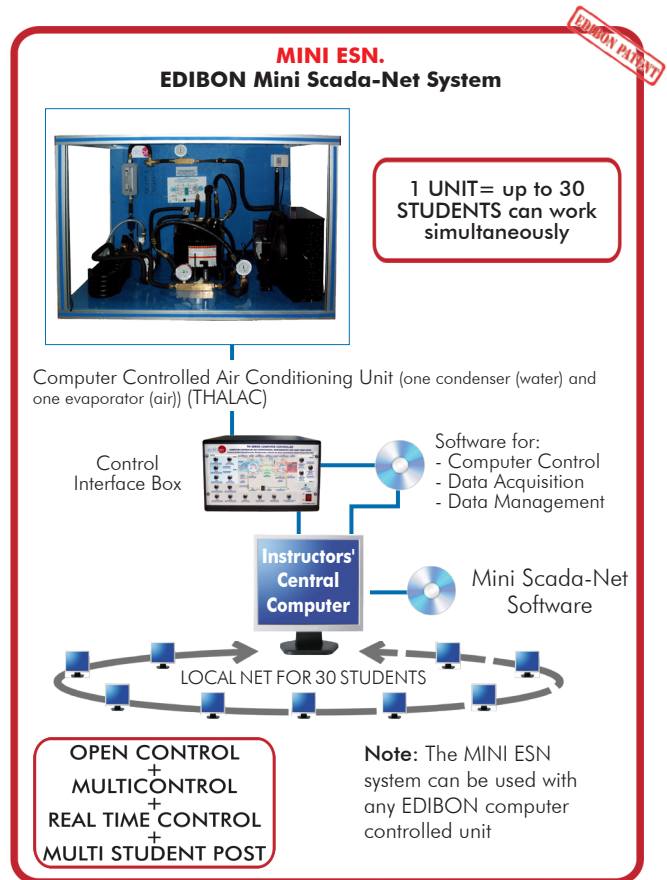 EDIBON PATENT
MINI ESN.
EDIBON Mini Scada-Net System
1 UNIT= up to 30
STUDENTS can work
simultaneously
Computer Controlled Air Conditioning Unit (one condenser (water) and
one evaporator (air)) (THALAC)
Control
Interface Box
Software for:
- Computer Control
- Data Acquisition
- Data Management
Instructors'
Central
Computer
Mini Scada-Net
Software
LOCAL NET FOR 30 STUDENTS
OPEN CONTROL
+
MULTICONTROL
+
REAL TIME CONTROL
+
MULTI STUDENT POST
Note: The MINI ESN
system can be used with
any EDIBON computer
controlled unit